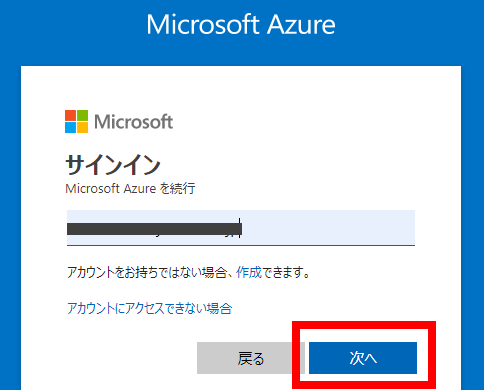 Microsoft Azure
Microsoft
サインイン
Microsoft Azure を続行
アカウントをお持ちではない場合、作成できます。
アカウントにアクセスできない場合
戻る
次へ